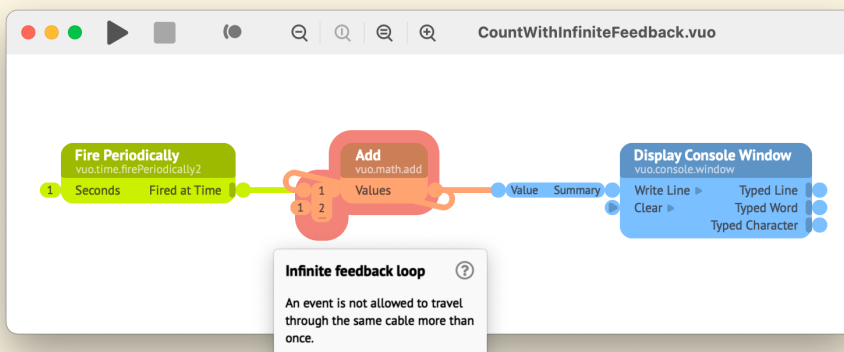 CountWithInfiniteFeedback.vuo
Fire Periodically
vuo.time.firePeriodically2
1 Seconds Fired at Time
Add
vuo.math.add
1 Values
1 2
Value Summary
Display Console Window
vuo.console.window
Write Line Typed Line
Clear Typed Word
Typed Character
Infinite feedback loop ?
An event is not allowed to travel
through the same cable more than
once.